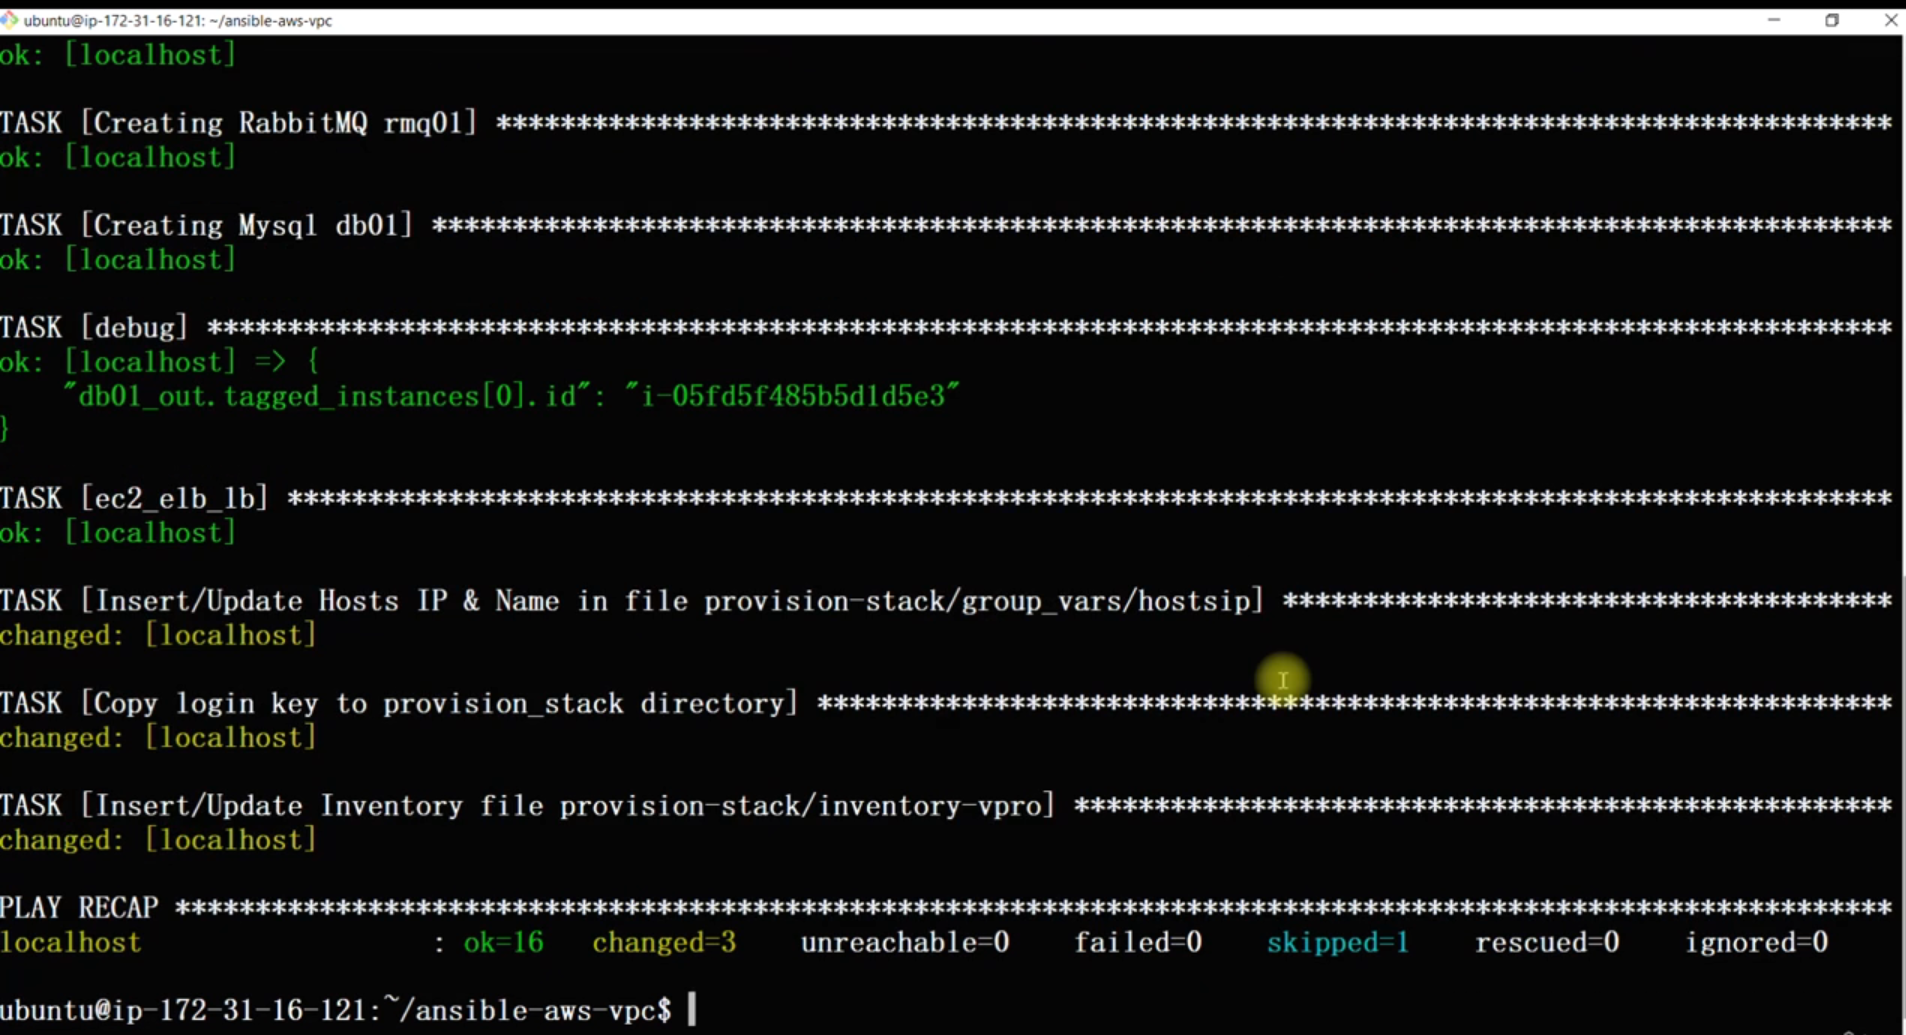 ubuntu@ip-172-31-16-121: ~/ansible-aws-vpc
ok: [localhost]
TASK [Creating RabbitMQ rmq01] ***************************************************************************************
ok: [localhost]
TASK [Creating Mysql db01] *******************************************************************************************
ok: [localhost]
TASK [debug] *********************************************************************************************************
ok: [localhost] => {
    "db01_out.tagged_instances[0].id": "i-05fd5f485b5d1d5e3"
}
TASK [ec2_elb_lb] ****************************************************************************************************
ok: [localhost]
TASK [Insert/Update Hosts IP & Name in file provision-stack/group_vars/hostsip] **************************************
changed: [localhost]
TASK [Copy login key to provision_stack directory] *******************************************************************
changed: [localhost]
TASK [Insert/Update Inventory file provision-stack/inventory-vpro] ***************************************************
changed: [localhost]
PLAY RECAP ***********************************************************************************************************
localhost                  : ok=16   changed=3    unreachable=0    failed=0    skipped=1    rescued=0    ignored=0
ubuntu@ip-172-31-16-121:~/ansible-aws-vpc$